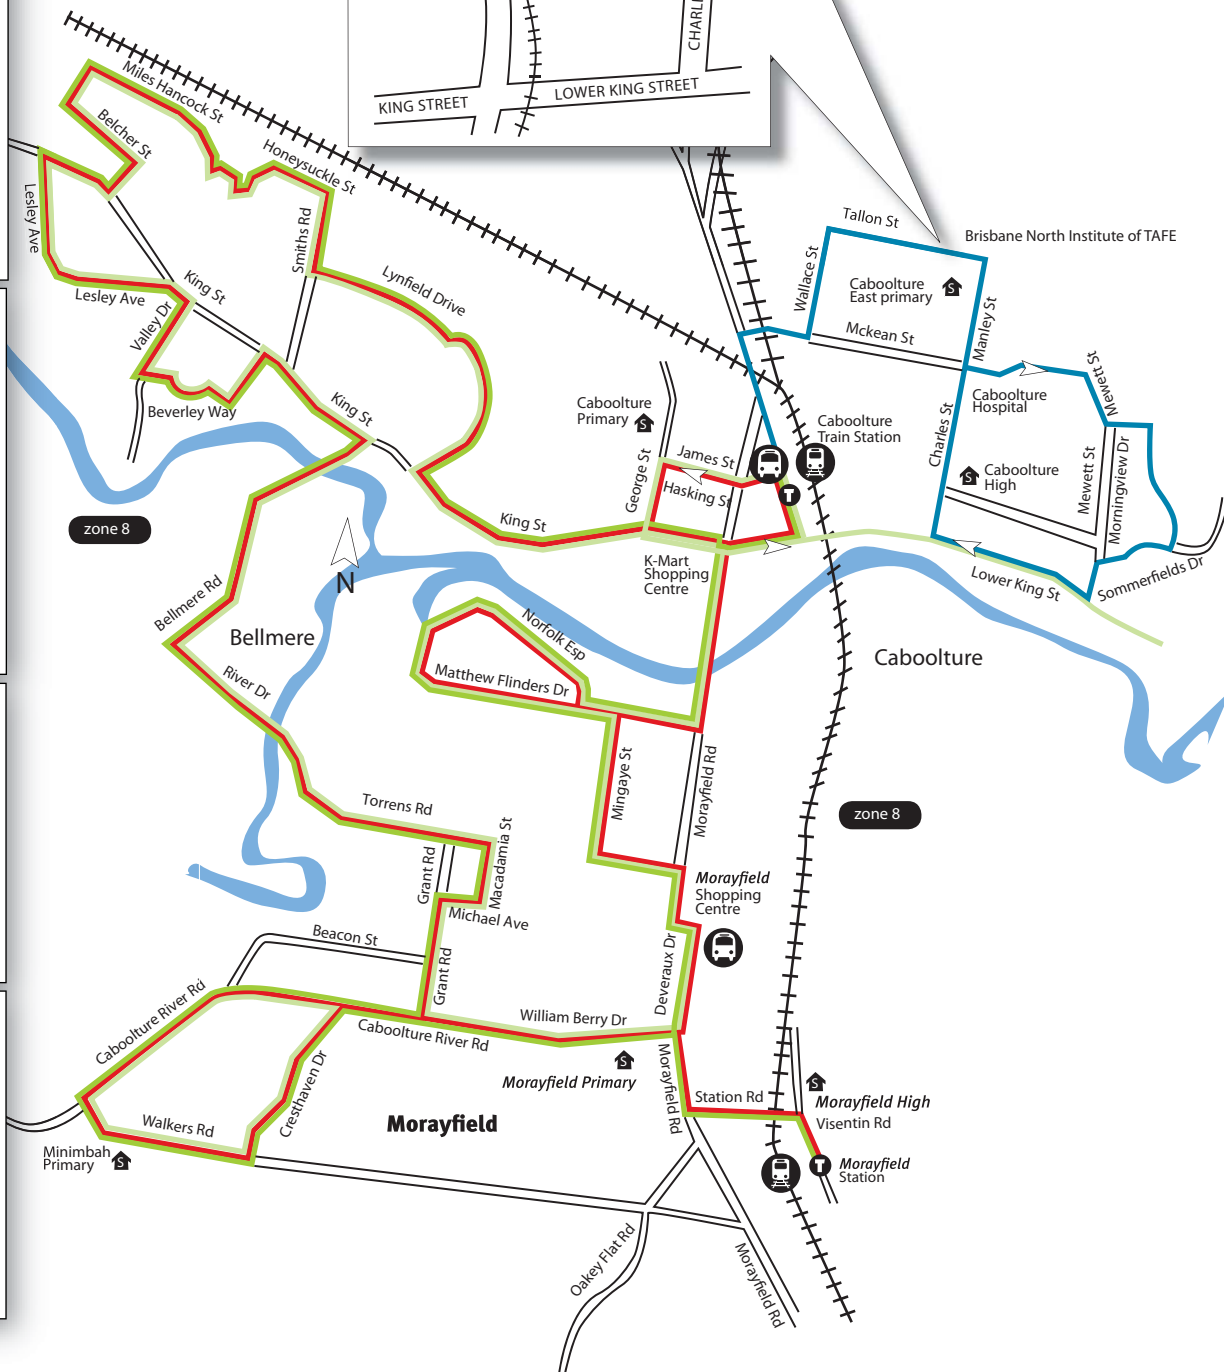 CHARL
KING STREET
LOWER KING STREET
Miles Hancock St
Belcher St
Honeysuckle St
Lesley Ave
Smiths Rd
Lesley Ave
King St
Valley Dr
Lynfield Drive
Beverley Way
King St
Tallon St
Brisbane North Institute of TAFE
Wallace St
Caboolture
East primary
S
Mckean St
Manley St
Mewett St
Caboolture
Hospital
Caboolture
Primary
S
Caboolture
Train Station
James St
Hasking St
George St
T
Charles St
Caboolture
High
S
Mewett St
Morningview Dr
zone 8
King St
K-Mart
Shopping
Centre
Lower King St
Sommerfields Dr
N
Bellmere Rd
Bellmere
River Dr
Norfolk Esp
Matthew Flinders Dr
Caboolture
Mingaye St
Morayfield Rd
zone 8
Torrens Rd
Macadamia St
Grant Rd
Michael Ave
Morayfield
Shopping
Centre
Beacon St
Grant Rd
Deveraux Dr
Caboolture River Rd
William Berry Dr
Caboolture River Rd
S
Morayfield Primary
Morayfield Rd
Cresthaven Dr
Station Rd
S
Morayfield High
Visentin Rd
Walkers Rd
Morayfield
Minimbah
Primary
S
T
Morayfield
Station
Oakey Flat Rd
Morayfield Rd